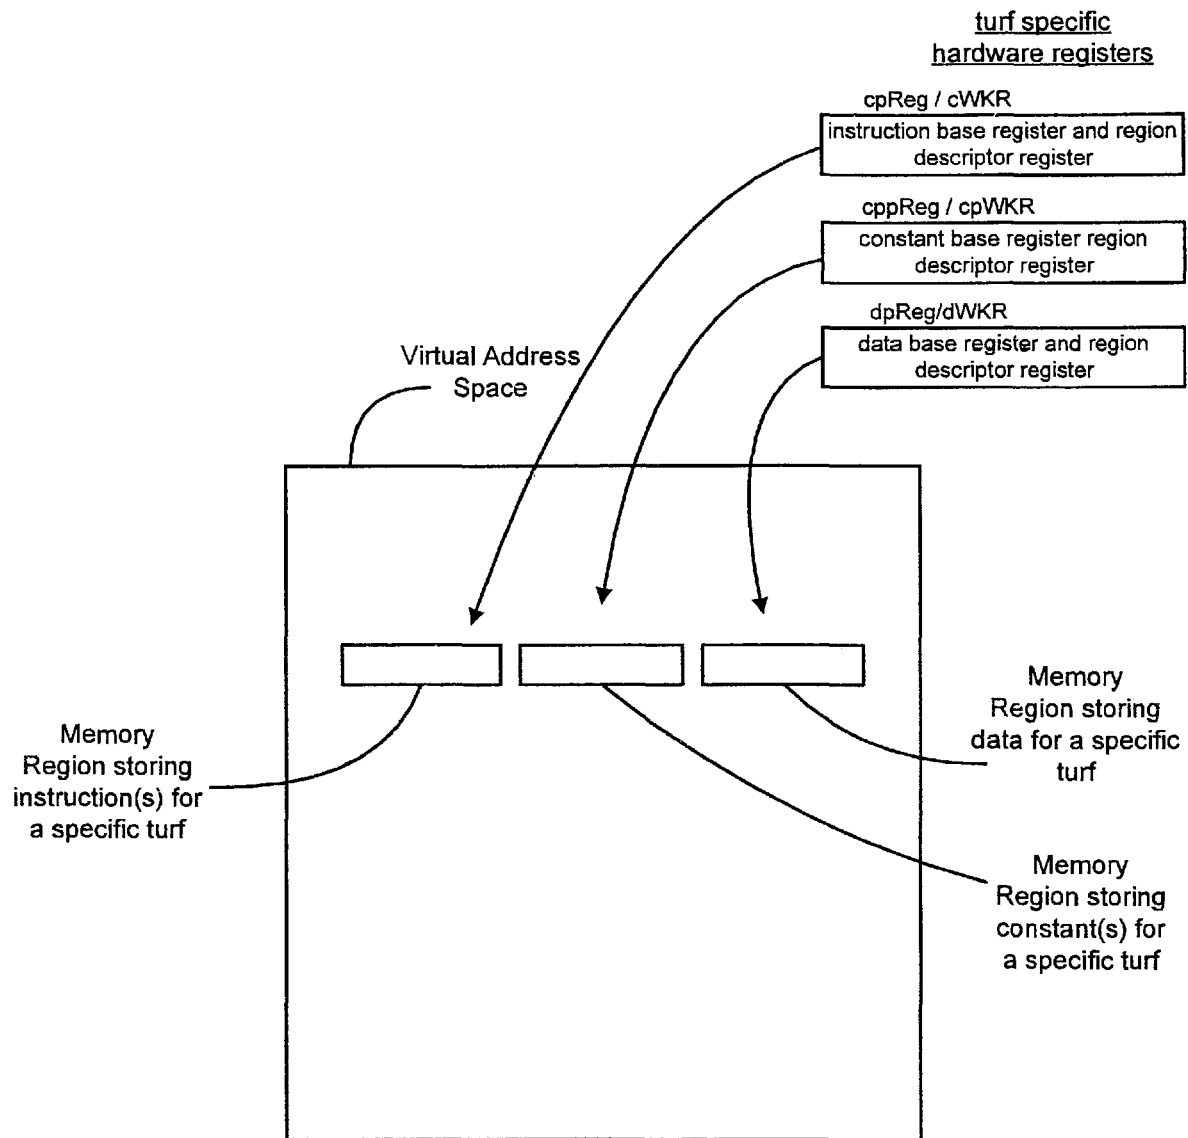 turf specific
hardware registers
cpReg / cWKR
instruction base register and region
descriptor register
cppReg / cpWKR
constant base register region
descriptor register
dpReg/dWKR
data base register and region
descriptor register
Virtual Address
Space
Memory
Region storing
data for a specific
turf
Memory
Region storing
instruction(s) for
a specific turf
Memory
Region storing
constant(s) for
a specific turf